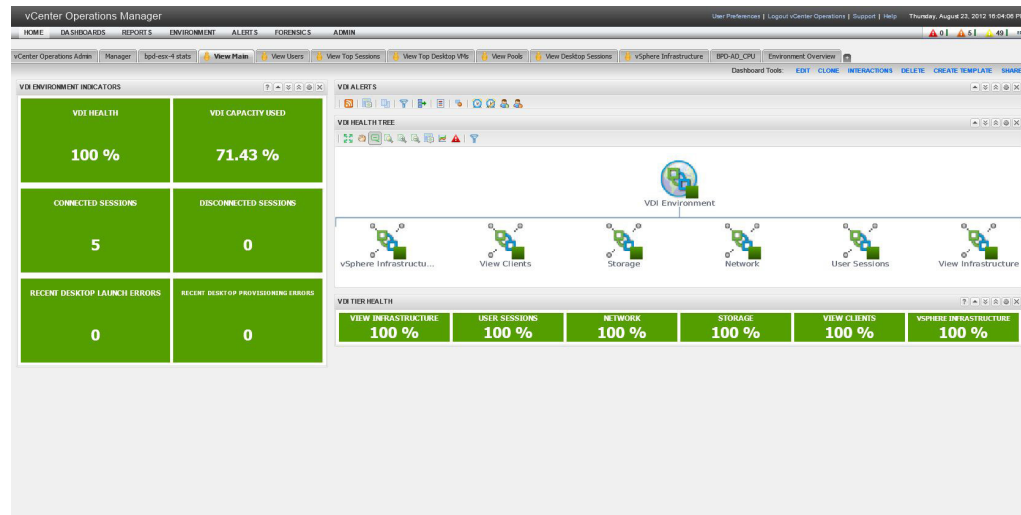 vCenter Operations Manager
User Preferences | Logout vCenter Operations | Support | Help Thursday, August 23, 2012 16:04:06 P
HOME DASHBOARDS REPORTS ENVIRONMENT ALERTS FORENSICS ADMIN
0 5 49
vCenter Operations Admin Manager bpd-esx-4 stats View Main View Users View Top Sessions View Top Desktop VMs View Pools View Desktop Sessions vSphere Infrastructure BPD-AD_CPU Environment Overview
Dashboard Tools: EDIT CLONE INTERACTIONS DELETE CREATE TEMPLATE SHARE
VDI ENVIRONMENT INDICATORS
VDI HEALTH
100 %
VDI CAPACITY USED
71.43 %
CONNECTED SESSIONS
5
DISCONNECTED SESSIONS
0
RECENT DESKTOP LAUNCH ERRORS
0
RECENT DESKTOP PROVISIONING ERRORS
0
VDI ALERTS
VDI HEALTH TREE
VDI Environment
vSphere Infrastructu...
View Clients
Storage
Network
User Sessions
View Infrastructure
VDI TIER HEALTH
VIEW INFRASTRUCTURE
100 %
USER SESSIONS
100 %
NETWORK
100 %
STORAGE
100 %
VIEW CLIENTS
100 %
VSPHERE INFRASTRUCTURE
100 %